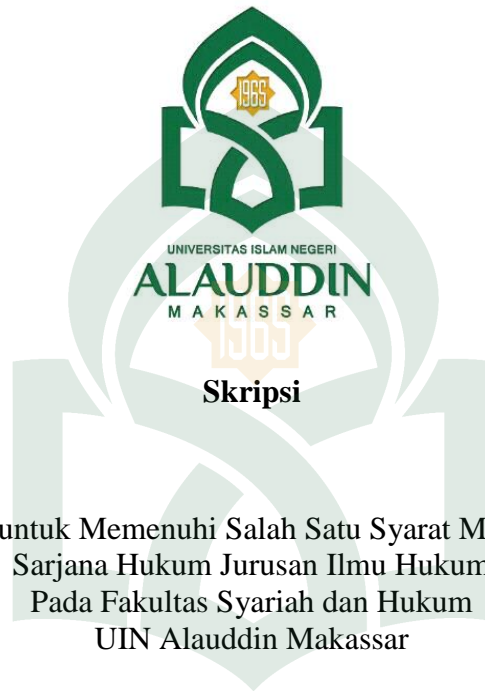 1965
UNIVERSITAS ISLAM NEGERI
ALAUDDIN
MAKASSAR
1965
Skripsi
untuk Memenuhi Salah Satu Syarat M
Sarjana Hukum Jurusan Ilmu Hukum
Pada Fakultas Syariah dan Hukum
UIN Alauddin Makassar